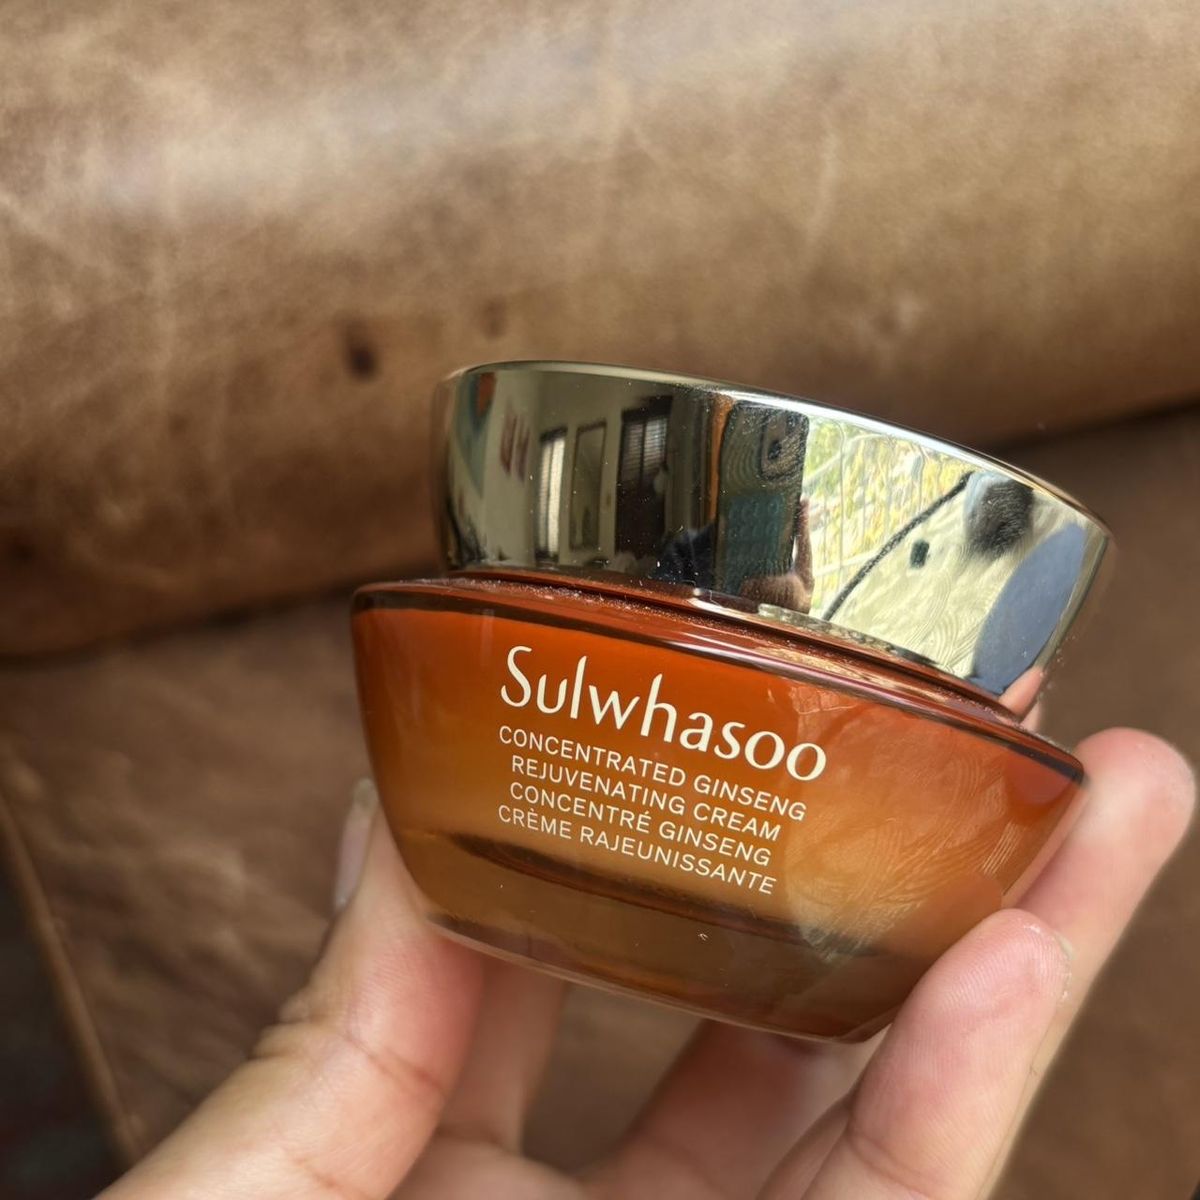 Sulwhasoo
CONCENTRATED GINSENG
REJUVENATING CREAM
CONCENTRÉ GINSENG
CRÈME RAJEUNISSANTE